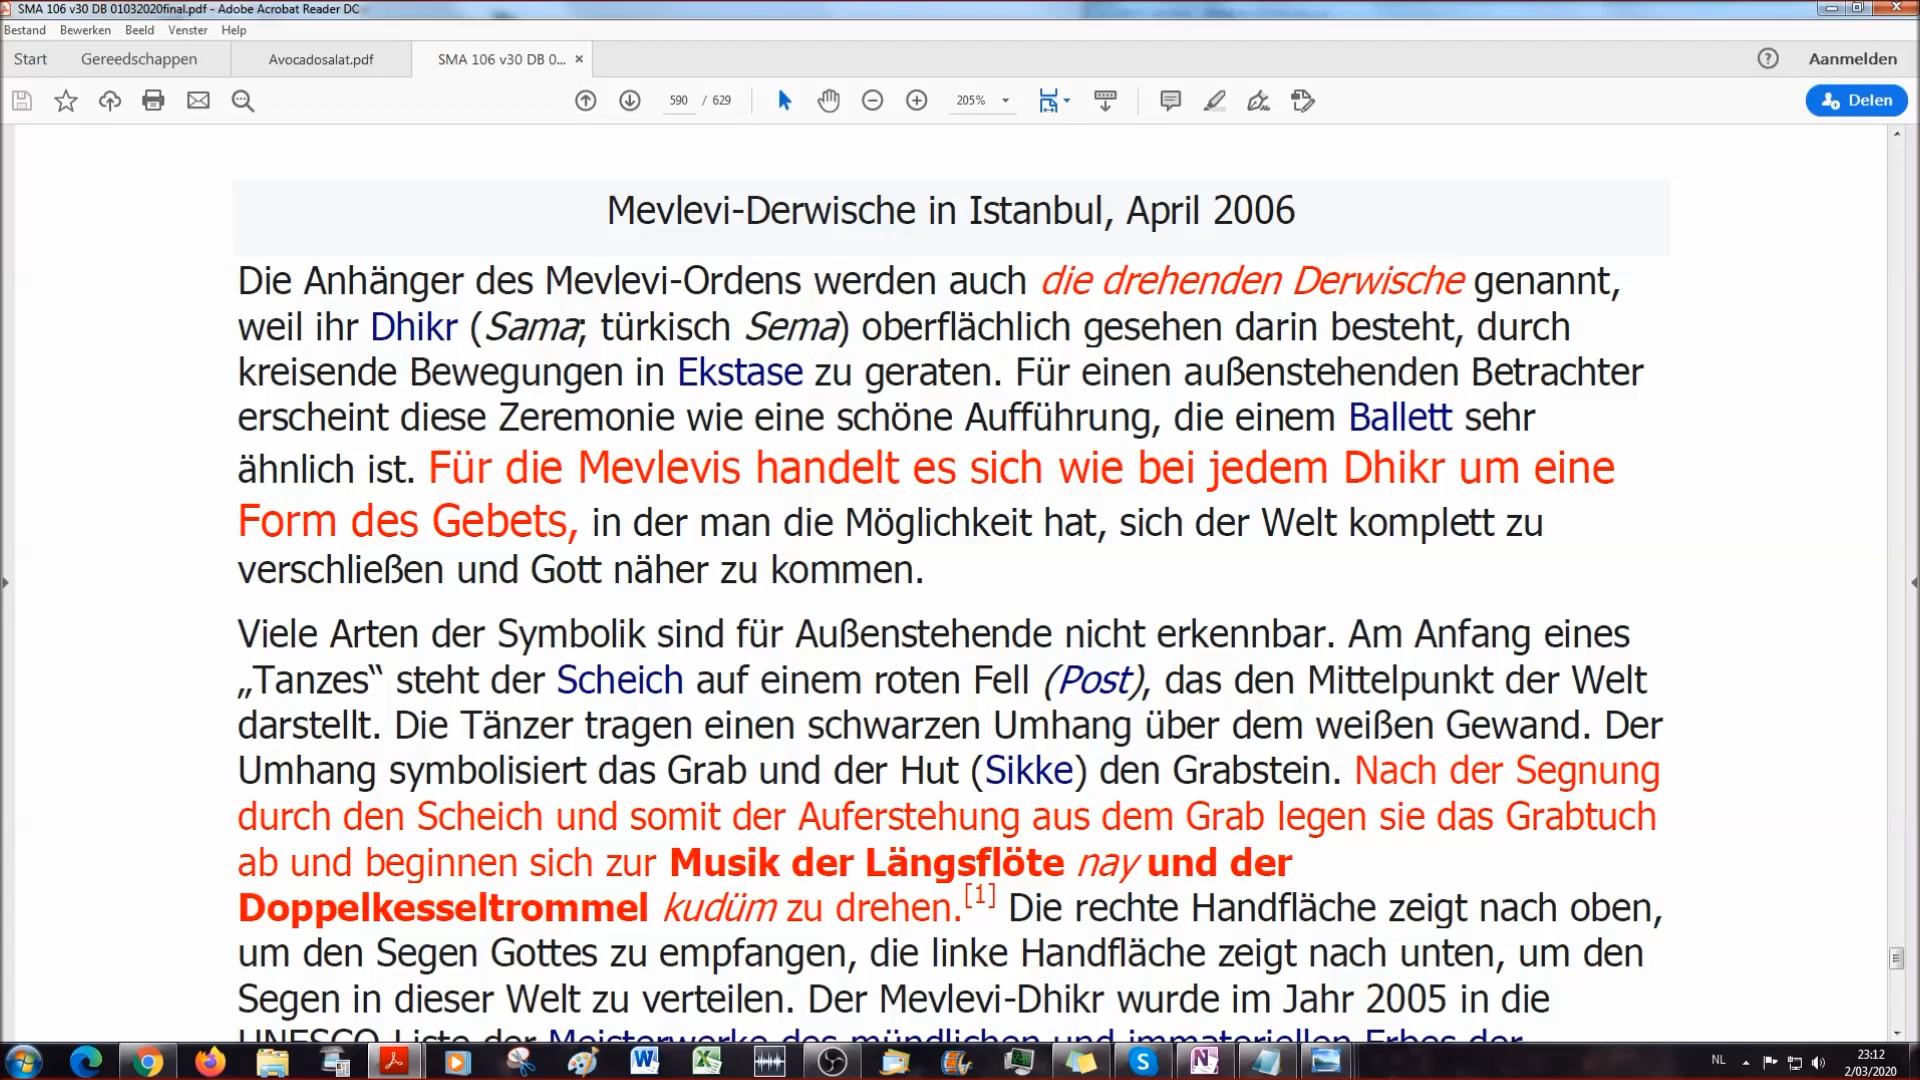 SMA 106 v30 DB 01032020final.pdf - Adobe Acrobat Reader DC
Bestand Bewerken Beeld Venster Help
Start Gereedschappen Avocadosalat.pdf SMA 106 v30 DB 0... × ? Aanmelden
590 / 629 205% Delen
Mevlevi-Derwische in Istanbul, April 2006
Die Anhänger des Mevlevi-Ordens werden auch die drehenden Derwische genannt,
weil ihr Dhikr (Sama; türkisch Sema) oberflächlich gesehen darin besteht, durch
kreisende Bewegungen in Ekstase zu geraten. Für einen außenstehenden Betrachter
erscheint diese Zeremonie wie eine schöne Aufführung, die einem Ballett sehr
ähnlich ist. Für die Mevlevis handelt es sich wie bei jedem Dhikr um eine
Form des Gebets, in der man die Möglichkeit hat, sich der Welt komplett zu
verschließen und Gott näher zu kommen.
Viele Arten der Symbolik sind für Außenstehende nicht erkennbar. Am Anfang eines
„Tanzes“ steht der Scheich auf einem roten Fell (Post), das den Mittelpunkt der Welt
darstellt. Die Tänzer tragen einen schwarzen Umhang über dem weißen Gewand. Der
Umhang symbolisiert das Grab und der Hut (Sikke) den Grabstein. Nach der Segnung
durch den Scheich und somit der Auferstehung aus dem Grab legen sie das Grabtuch
ab und beginnen sich zur Musik der Längsflöte nay und der
Doppelkesseltrommel kudüm zu drehen.[1] Die rechte Handfläche zeigt nach oben,
um den Segen Gottes zu empfangen, die linke Handfläche zeigt nach unten, um den
Segen in dieser Welt zu verteilen. Der Mevlevi-Dhikr wurde im Jahr 2005 in die
UNESCO-Liste der Meisterwerke des mündlichen und immateriellen Erbes der
NL 23:12
2/03/2020